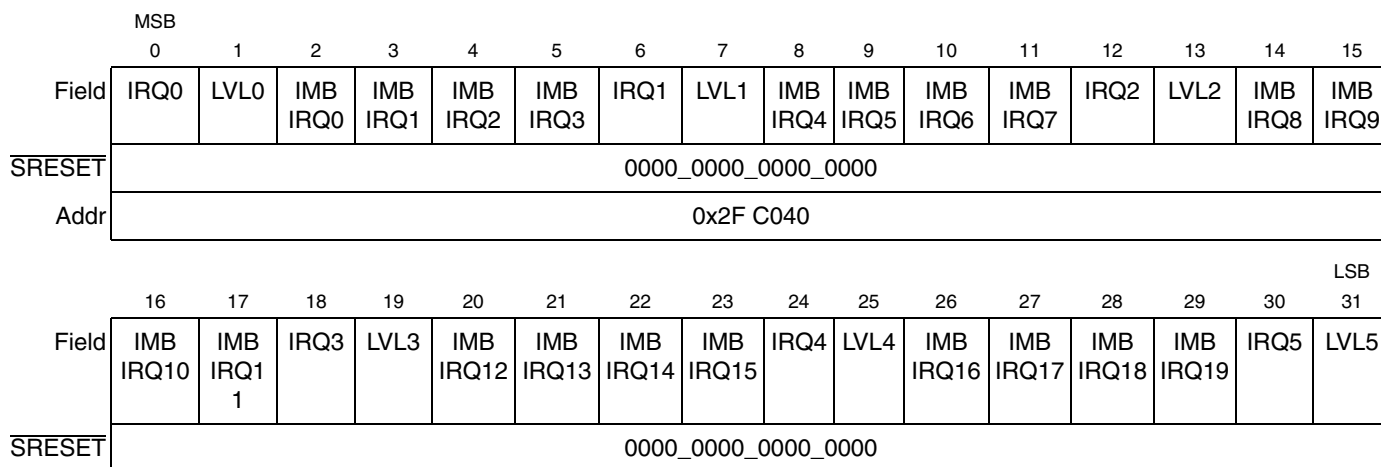 MSB
0 1 2 3 4 5 6 7 8 9 10 11 12 13 14 15
Field IRQ0 LVL0 IMB IMB IMB IMB IRQ1 LVL1 IMB IMB IMB IMB IRQ2 LVL2 IMB IMB
IRQ0 IRQ1 IRQ2 IRQ3 IRQ4 IRQ5 IRQ6 IRQ7 IRQ8 IRQ9
SRESET 0000_0000_0000_0000
Addr 0x2F C040
LSB
16 17 18 19 20 21 22 23 24 25 26 27 28 29 30 31
Field IMB IMB IRQ3 LVL3 IMB IMB IMB IMB IRQ4 LVL4 IMB IMB IMB IMB IRQ5 LVL5
IRQ10 IRQ1 IRQ12 IRQ13 IRQ14 IRQ15 IRQ16 IRQ17 IRQ18 IRQ19
1
SRESET 0000_0000_0000_0000